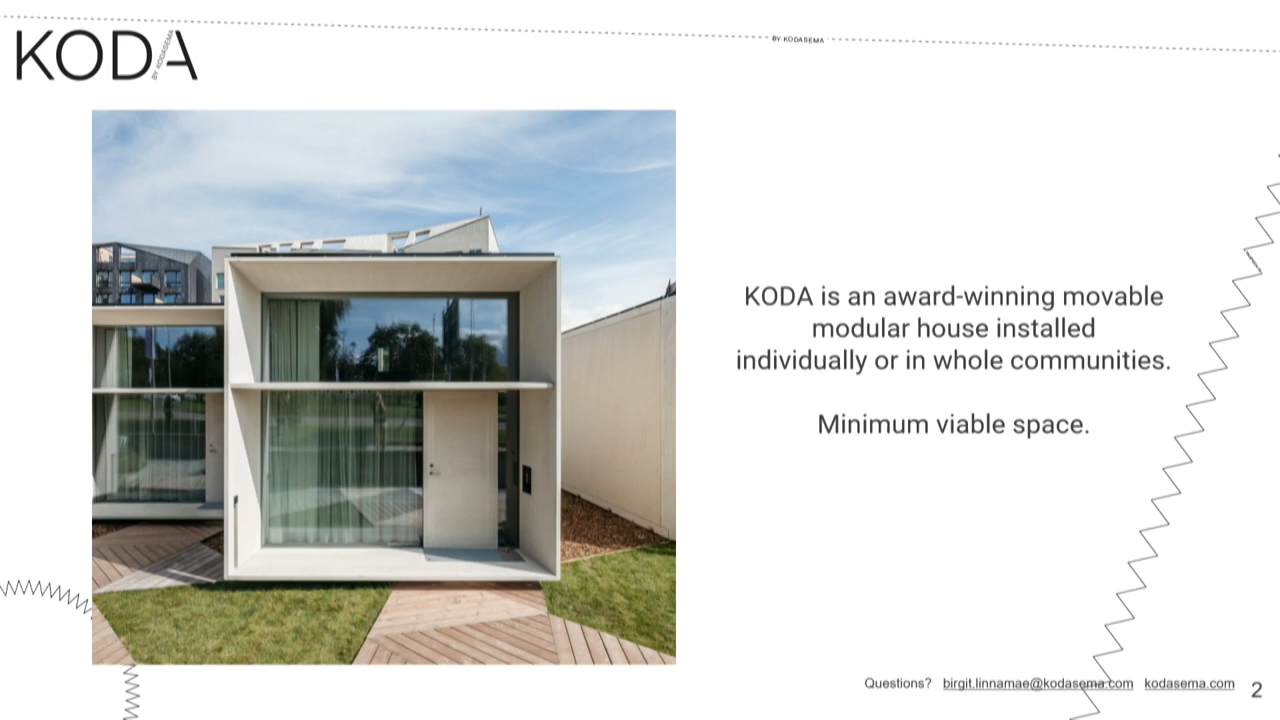 BY KODASEMA
KODA
BY KODASEMA
KODA is an award-winning movable
modular house installed
individually or in whole communities.
Minimum viable space.
Questions? birgit.linnamae@kodasema.com kodasema.com
2